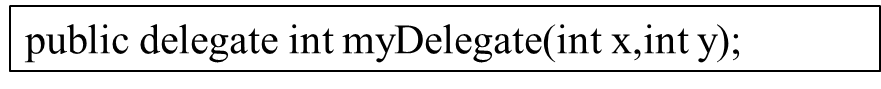 public delegate int myDelegate(int x,int y);